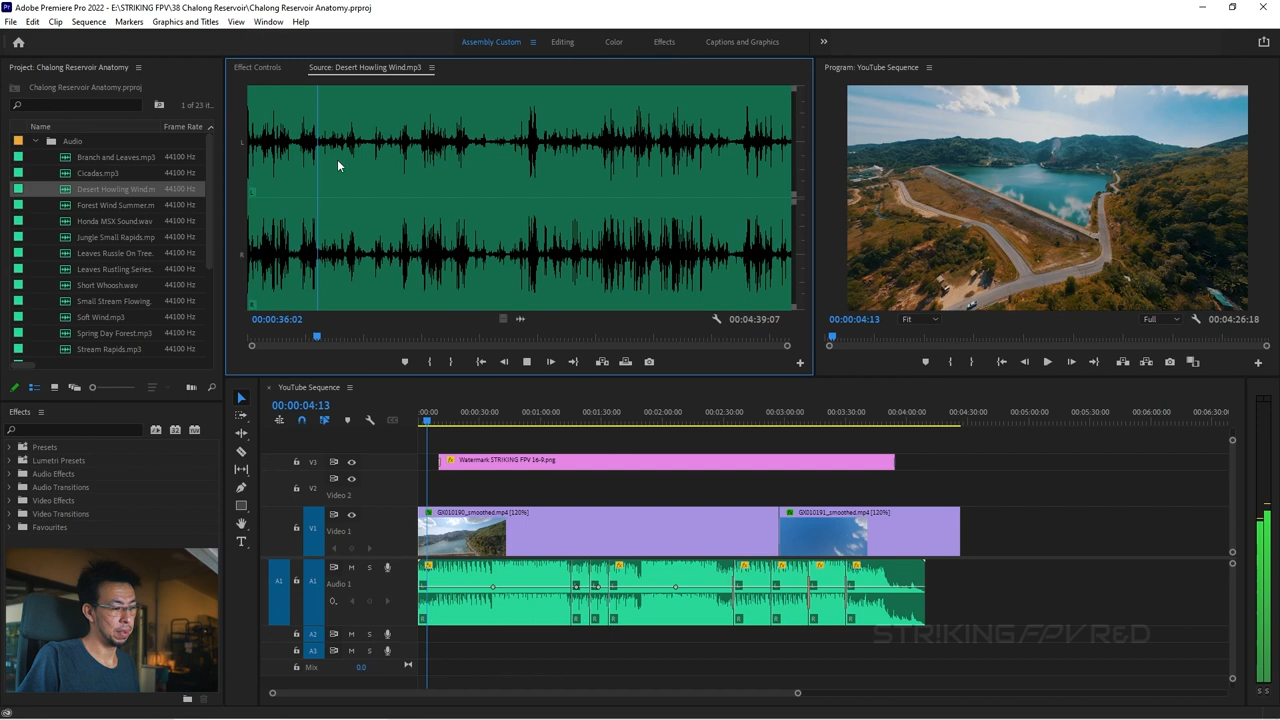 Adobe Premiere Pro 2022 - E:\STRIKING FPV\38 Chalong Reservoir\Chalong Reservoir Anatomy.prproj
File Edit Clip Sequence Markers Graphics and Titles View Window Help
Assembly Custom Editing Color Effects Captions and Graphics
Project: Chalong Reservoir Anatomy
Chalong Reservoir Anatomy.prproj
1 of 23 it...
Name Frame Rate
Audio
Branch and Leaves.mp3 44100 Hz
Cicadas.mp3 44100 Hz
Desert Howling Wind.m 44100 Hz
Forest Wind Summer.m 44100 Hz
Honda MSX Sound.wav 44100 Hz
Jungle Small Rapids.mp 44100 Hz
Leaves Russle On Tree. 44100 Hz
Leaves Rustling Series. 44100 Hz
Short Whoosh.wav 44100 Hz
Small Stream Flowing. 44100 Hz
Soft Wind.mp3 44100 Hz
Spring Day Forest.mp3 44100 Hz
Stream Rapids.mp3 44100 Hz
Effect Controls Source: Desert Howling Wind.mp3
L
R
00:00:36:02 00:04:39:07
Program: YouTube Sequence
00:00:04:13 Fit Full 00:04:26:18
Effects
Presets
Lumetri Presets
Audio Effects
Audio Transitions
Video Effects
Video Transitions
Favourites
YouTube Sequence
00:00:04:13
:00:00 00:00:30:00 00:01:00:00 00:01:30:00 00:02:00:00 00:02:30:00 00:03:00:00 00:03:30:00 00:04:00:00 00:04:30:00 00:05:00:00 00:05:30:00 00:06:00:00 00:06:30:00
V3 Watermark STRIKING FPV 16-9.png
V2 Video 2
V1 Video 1 GX010190_smoothed.mp4 [120%] GX010191_smoothed.mp4 [120%]
A1 A1 M S Audio 1
A2 M S
A3 M S
Mix 0.0
STRIKING FPV R&D
S S